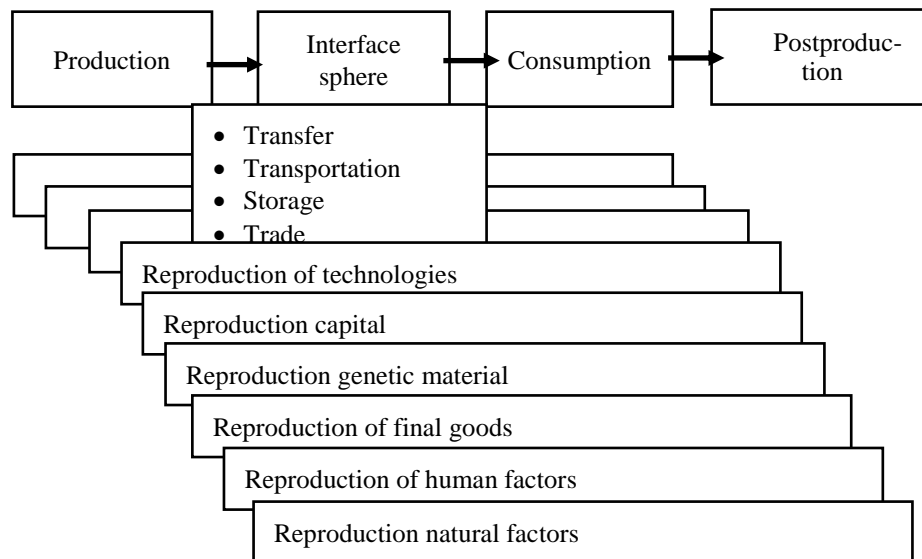 Production
Interface
sphere
Consumption
Postproduc-
tion
• Transfer
• Transportation
• Storage
• Trade
Reproduction of technologies
Reproduction capital
Reproduction genetic material
Reproduction of final goods
Reproduction of human factors
Reproduction natural factors